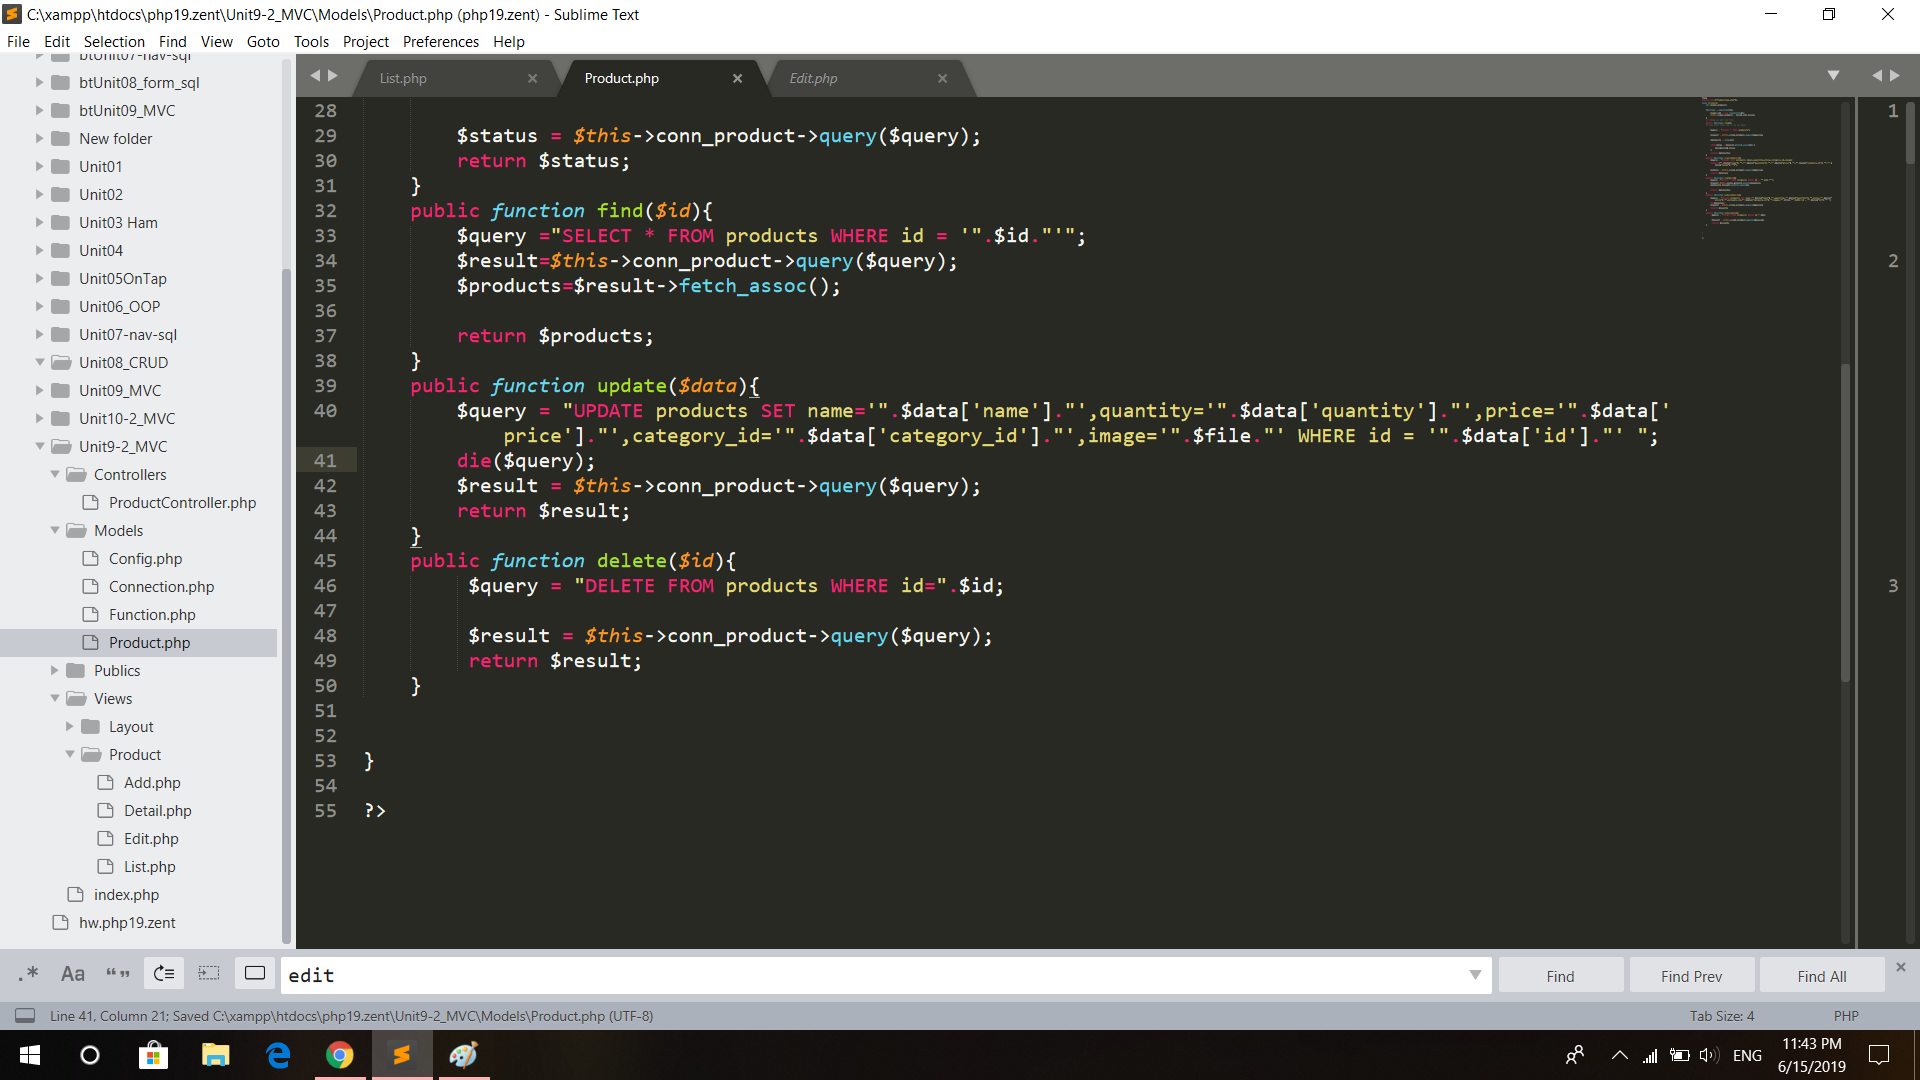 C:\xampp\htdocs\php19.zent\Unit9-2_MVC\Models\Product.php (php19.zent) - Sublime Text
File Edit Selection Find View Goto Tools Project Preferences Help
btUnit07-nav-sql
btUnit08_form_sql
btUnit09_MVC
New folder
Unit01
Unit02
Unit03 Ham
Unit04
Unit05OnTap
Unit06_OOP
Unit07-nav-sql
Unit08_CRUD
Unit09_MVC
Unit10-2_MVC
Unit9-2_MVC
Controllers
ProductController.php
Models
Config.php
Connection.php
Function.php
Product.php
Publics
Views
Layout
Product
Add.php
Detail.php
Edit.php
List.php
index.php
hw.php19.zent
List.php Product.php Edit.php
28
29 $status = $this->conn_product->query($query);
30 return $status;
31 }
32 public function find($id){
33 $query ="SELECT * FROM products WHERE id = '".$id."'";
34 $result=$this->conn_product->query($query);
35 $products=$result->fetch_assoc();
36
37 return $products;
38 }
39 public function update($data){
40 $query = "UPDATE products SET name='".$data['name']."',quantity='".$data['quantity']."',price='".$data['
price']."',category_id='".$data['category_id']."',image='".$file."' WHERE id = '".$data['id']."' ";
41 die($query);
42 $result = $this->conn_product->query($query);
43 return $result;
44 }
45 public function delete($id){
46 $query = "DELETE FROM products WHERE id=".$id;
47
48 $result = $this->conn_product->query($query);
49 return $result;
50 }
51
52
53 }
54
55 ?>
1
2
3
.* Aa “” edit Find Find Prev Find All
Line 41, Column 21; Saved C:\xampp\htdocs\php19.zent\Unit9-2_MVC\Models\Product.php (UTF-8) Tab Size: 4 PHP
ENG
11:43 PM
6/15/2019